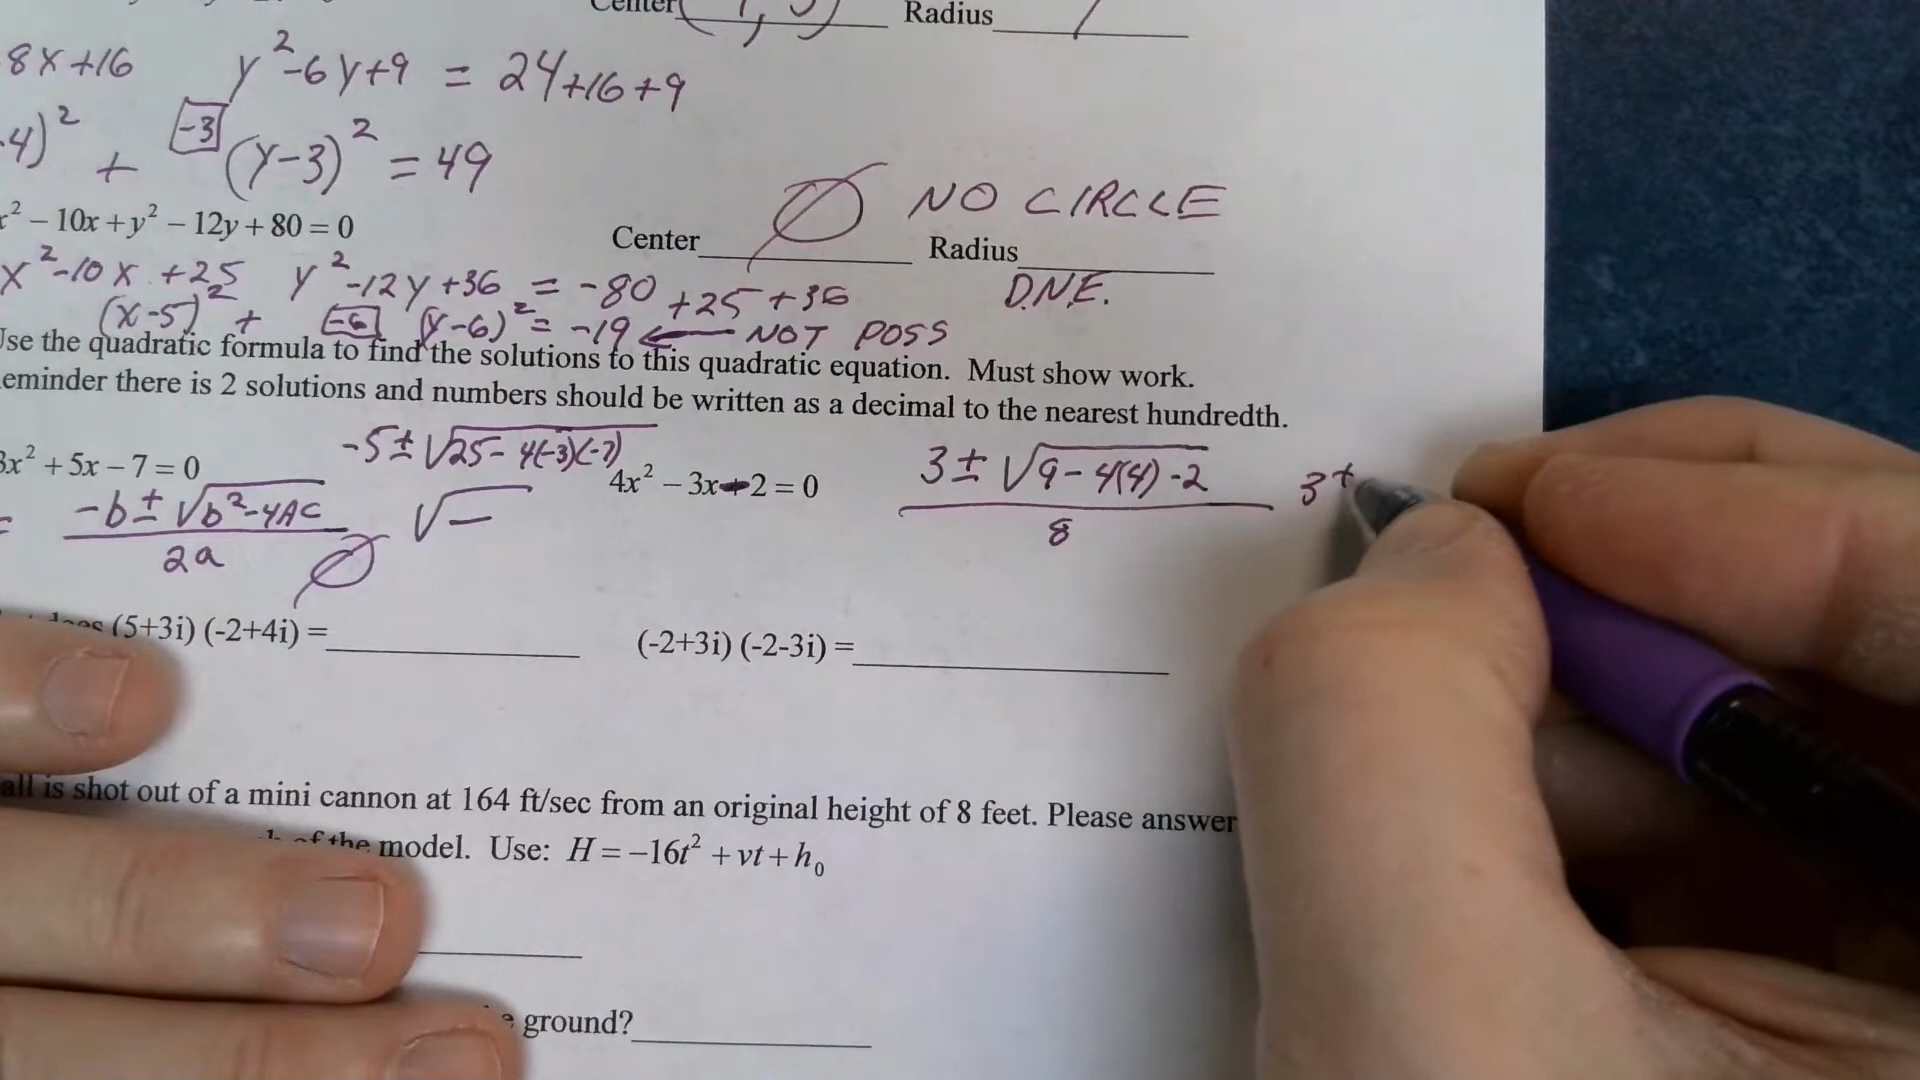 Center Radius
8x+16 y²-6y+9 = 24+16+9
4)² + -3 (y-3)² = 49
² − 10x + y² − 12y + 80 = 0 Center Ø Radius NO CIRCLE
x²-10x +25 y²-12y+36 = -80 +25 +36 D.N.E.
(x-5)² + -6 (y-6)² = -19 ← NOT POSS
Use the quadratic formula to find the solutions to this quadratic equation. Must show work.
eminder there is 2 solutions and numbers should be written as a decimal to the nearest hundredth.
3x² + 5x − 7 = 0 -5 ± √25- 4(-3)(-7) 4x² − 3x - 2 = 0 3 ± √9 - 4(4) -2 3 ±
= -b ± √b²-4AC √− 8
2a Ø
(5+3i) (-2+4i) = (-2+3i) (-2-3i) =
all is shot out of a mini cannon at 164 ft/sec from an original height of 8 feet. Please answer
of the model. Use: H = −16t² + vt + h₀
ground?